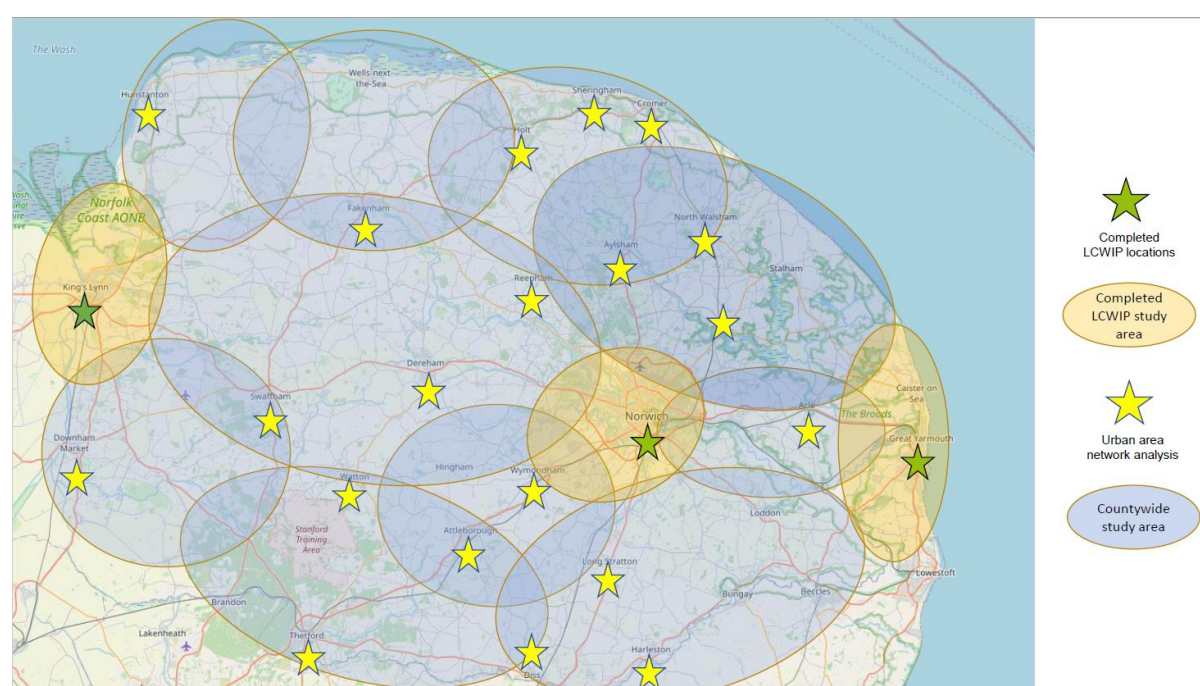 The Wash
Wells-next
the-Sea
Hunstanton
Sheringham
Cromer
Holt
Norfolk
Coast AONB
Fakenham
North Walsham
Aylsham
Stalham
Reepham
King's Lynn
Completed
LCWIP locations
Completed
LCWIP study
area
Dereham
Swaffham
Norwich
Acle
Caister on
Sea
The Broads
Downham
Market
Great Yarmouth
Urban area
network analysis
Hingham
Wymondham
Watton
Countywide
study area
Attleborough
Loddon
Stanford
Training
Area
Long Stratton
Lowestoft
Bungay
Beccles
Brandon
Lakenheath
Thetford
Harleston
Diss